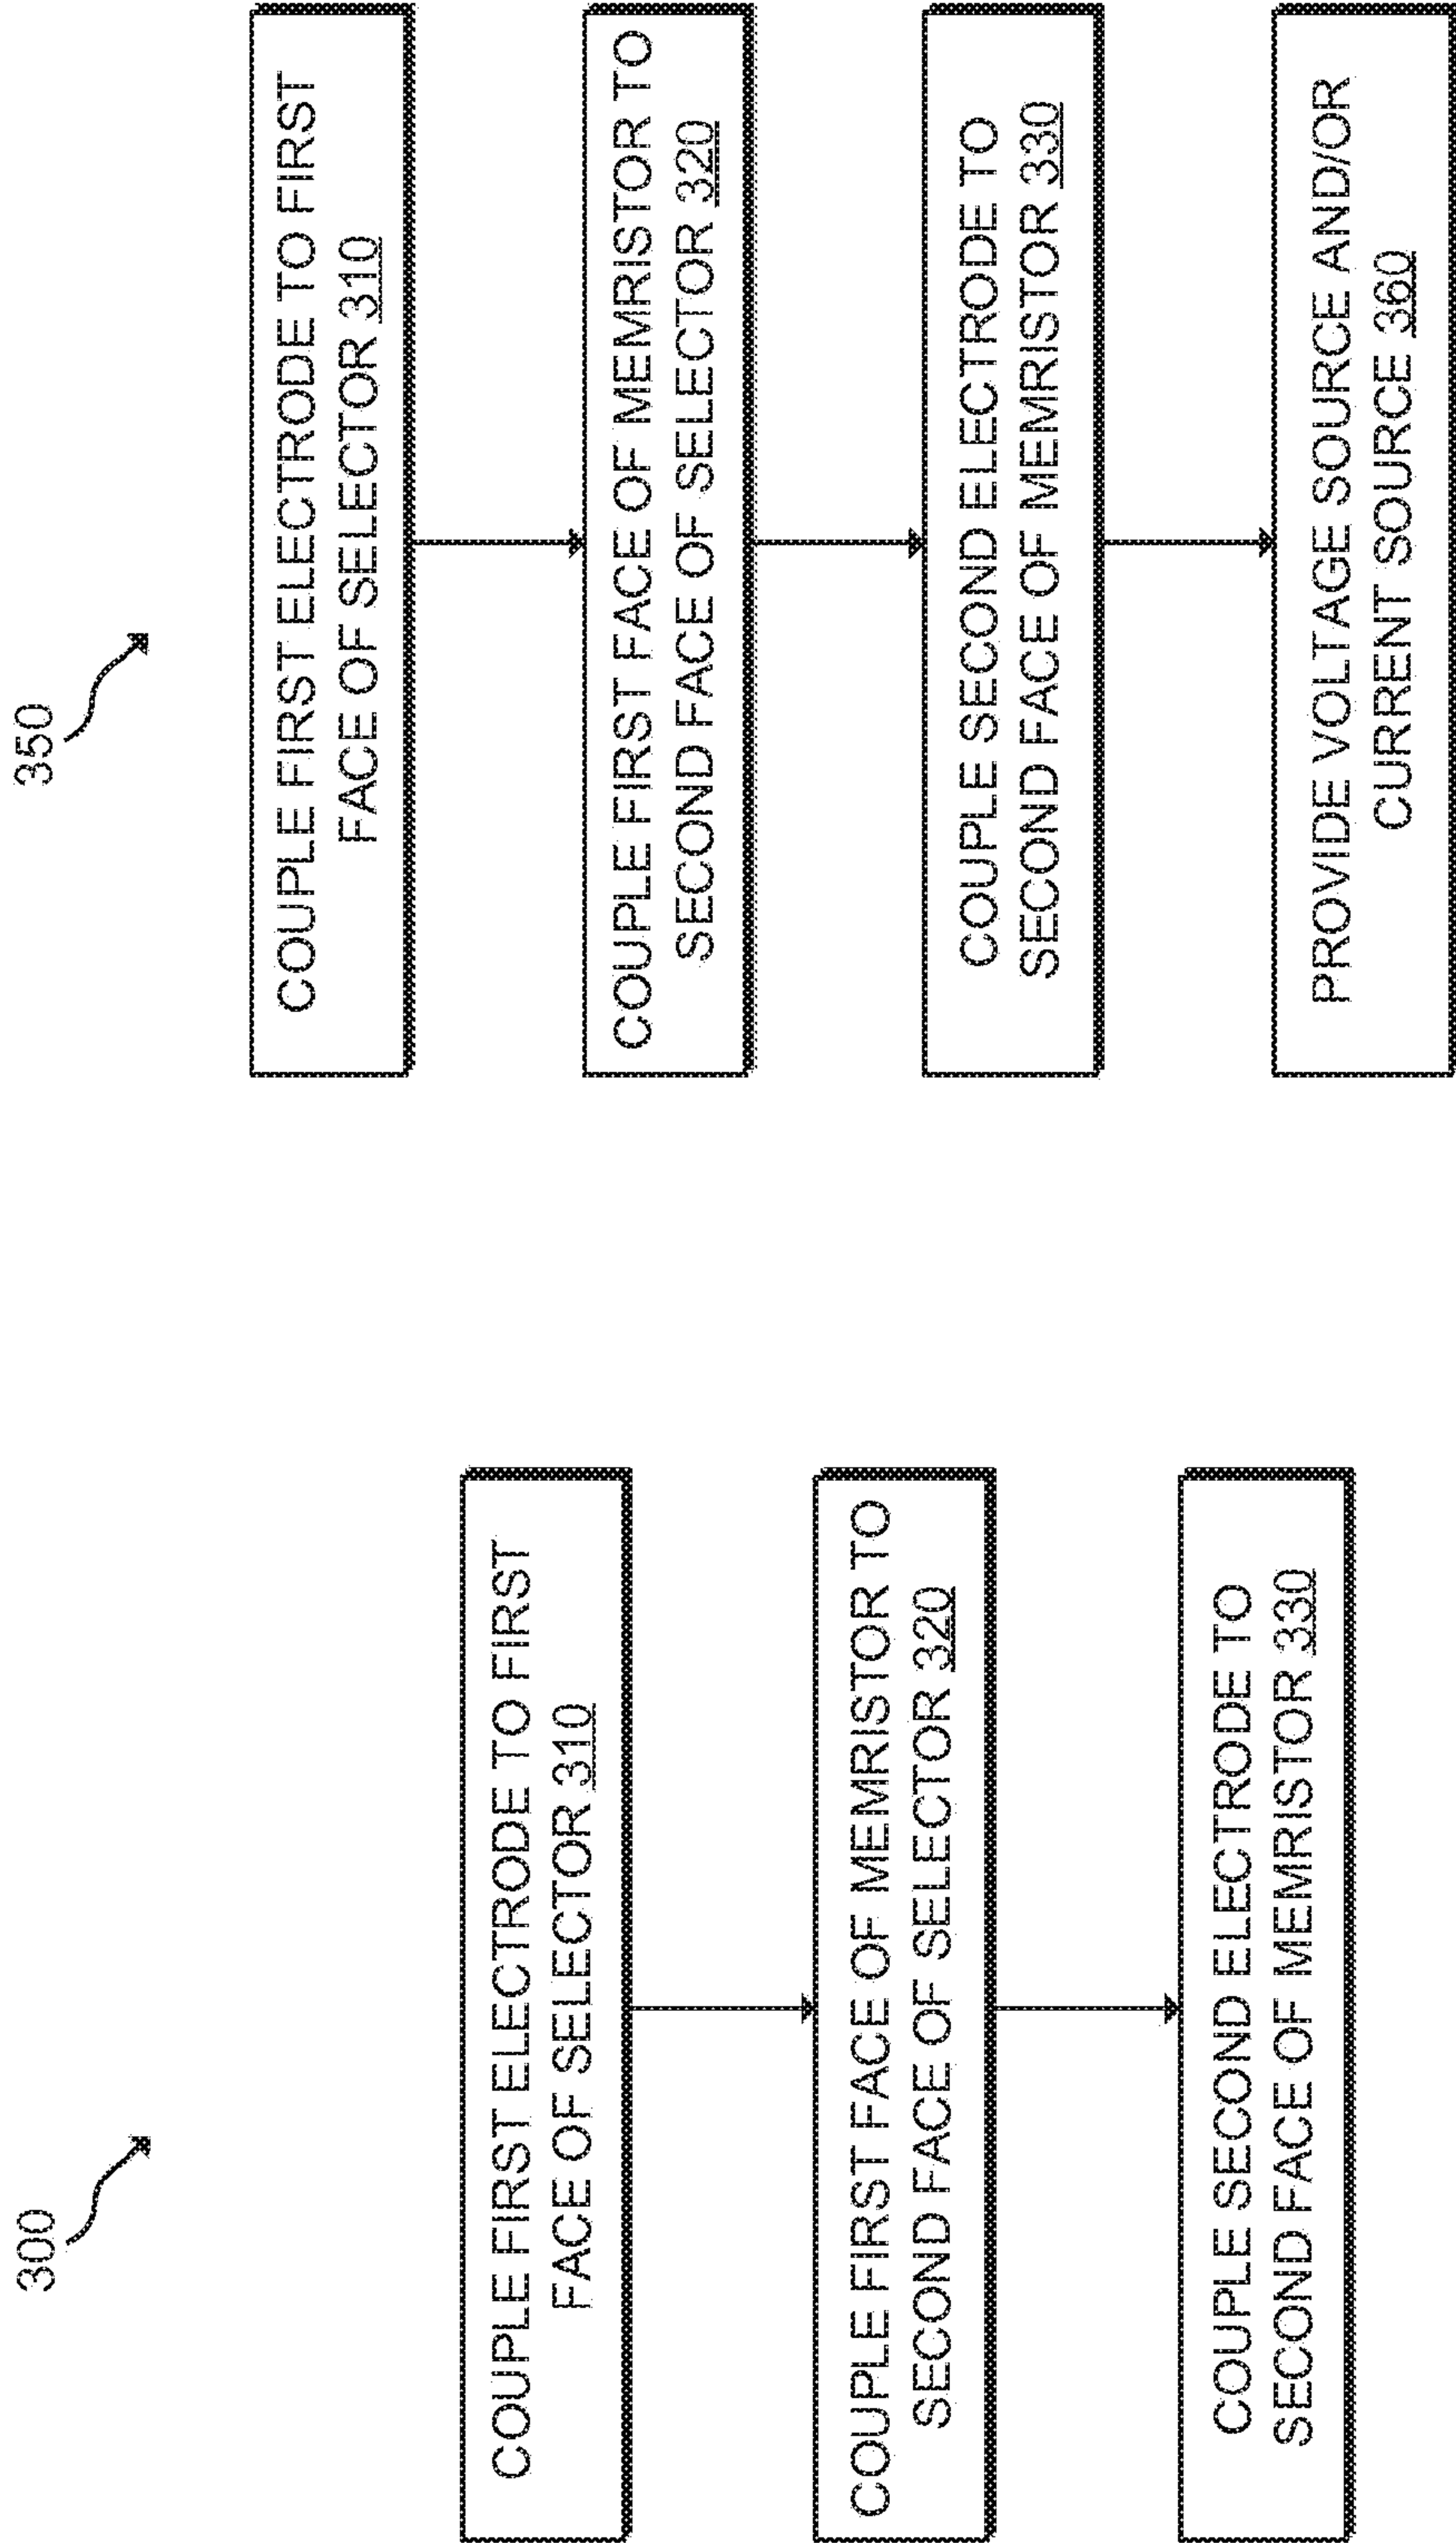 300
COUPLE FIRST ELECTRODE TO FIRST
FACE OF SELECTOR 310
COUPLE FIRST FACE OF MEMRISTOR TO
SECOND FACE OF SELECTOR 320
COUPLE SECOND ELECTRODE TO
SECOND FACE OF MEMRISTOR 330
350
COUPLE FIRST ELECTRODE TO FIRST
FACE OF SELECTOR 310
COUPLE FIRST FACE OF MEMRISTOR TO
SECOND FACE OF SELECTOR 320
COUPLE SECOND ELECTRODE TO
SECOND FACE OF MEMRISTOR 330
PROVIDE VOLTAGE SOURCE AND/OR
CURRENT SOURCE 360